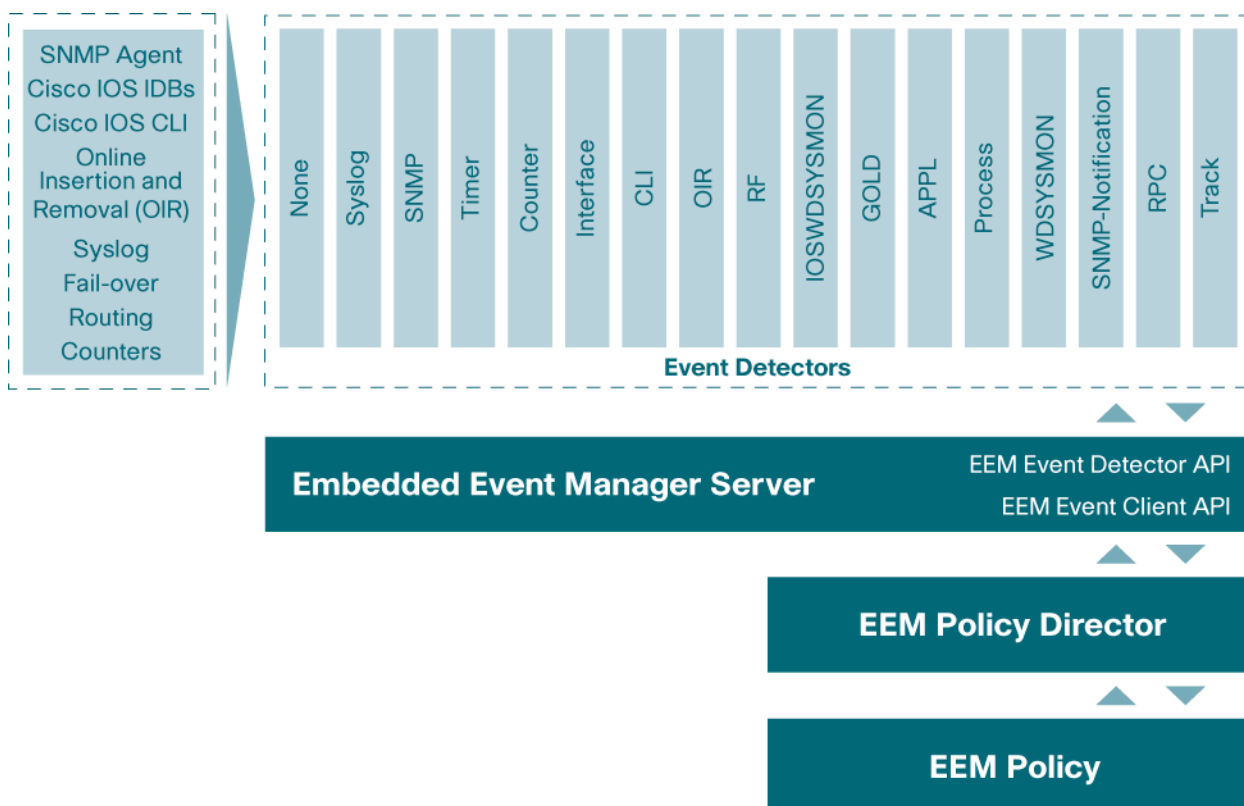 SNMP Agent
Cisco IOS IDBs
Cisco IOS CLI
Online
Insertion and
Removal (OIR)
Syslog
Fail-over
Routing
Counters
None
Syslog
SNMP
Timer
Counter
Interface
CLI
OIR
RF
IOSWDSYSMON
GOLD
APPL
Process
WDSYSMON
SNMP-Notification
RPC
Track
Event Detectors
Embedded Event Manager Server
EEM Event Detector API
EEM Event Client API
EEM Policy Director
EEM Policy